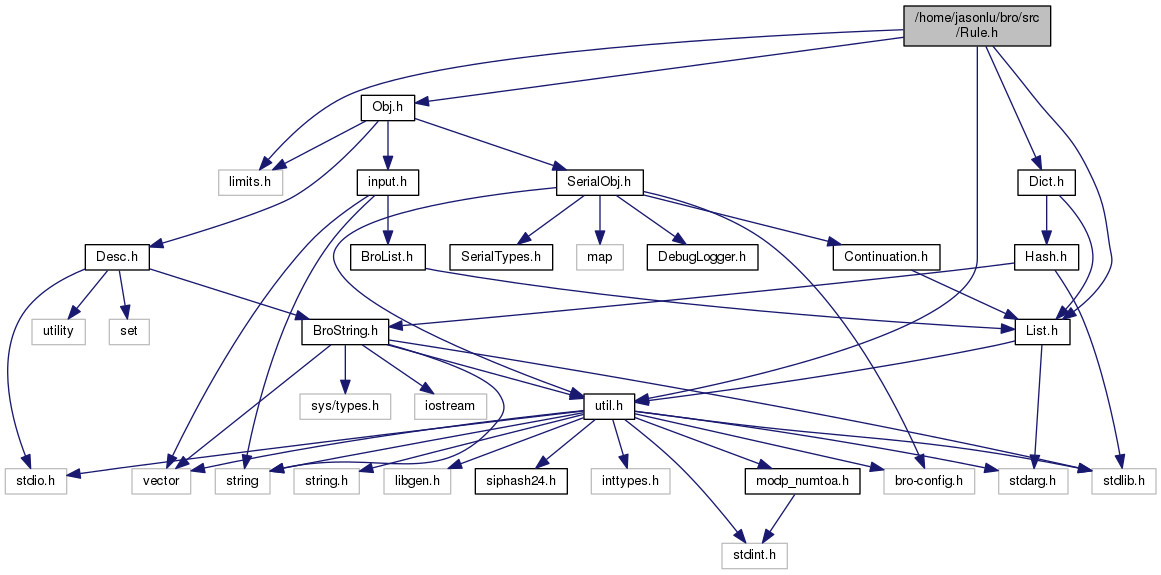 /home/jasonlu/bro/src
/Rule.h
Obj.h
limits.h
input.h
SerialObj.h
Dict.h
Desc.h
BroList.h
SerialTypes.h
map
DebugLogger.h
Continuation.h
Hash.h
utility
set
BroString.h
List.h
sys/types.h
iostream
util.h
stdio.h
vector
string
string.h
libgen.h
siphash24.h
inttypes.h
modp_numtoa.h
bro-config.h
stdarg.h
stdlib.h
stdint.h